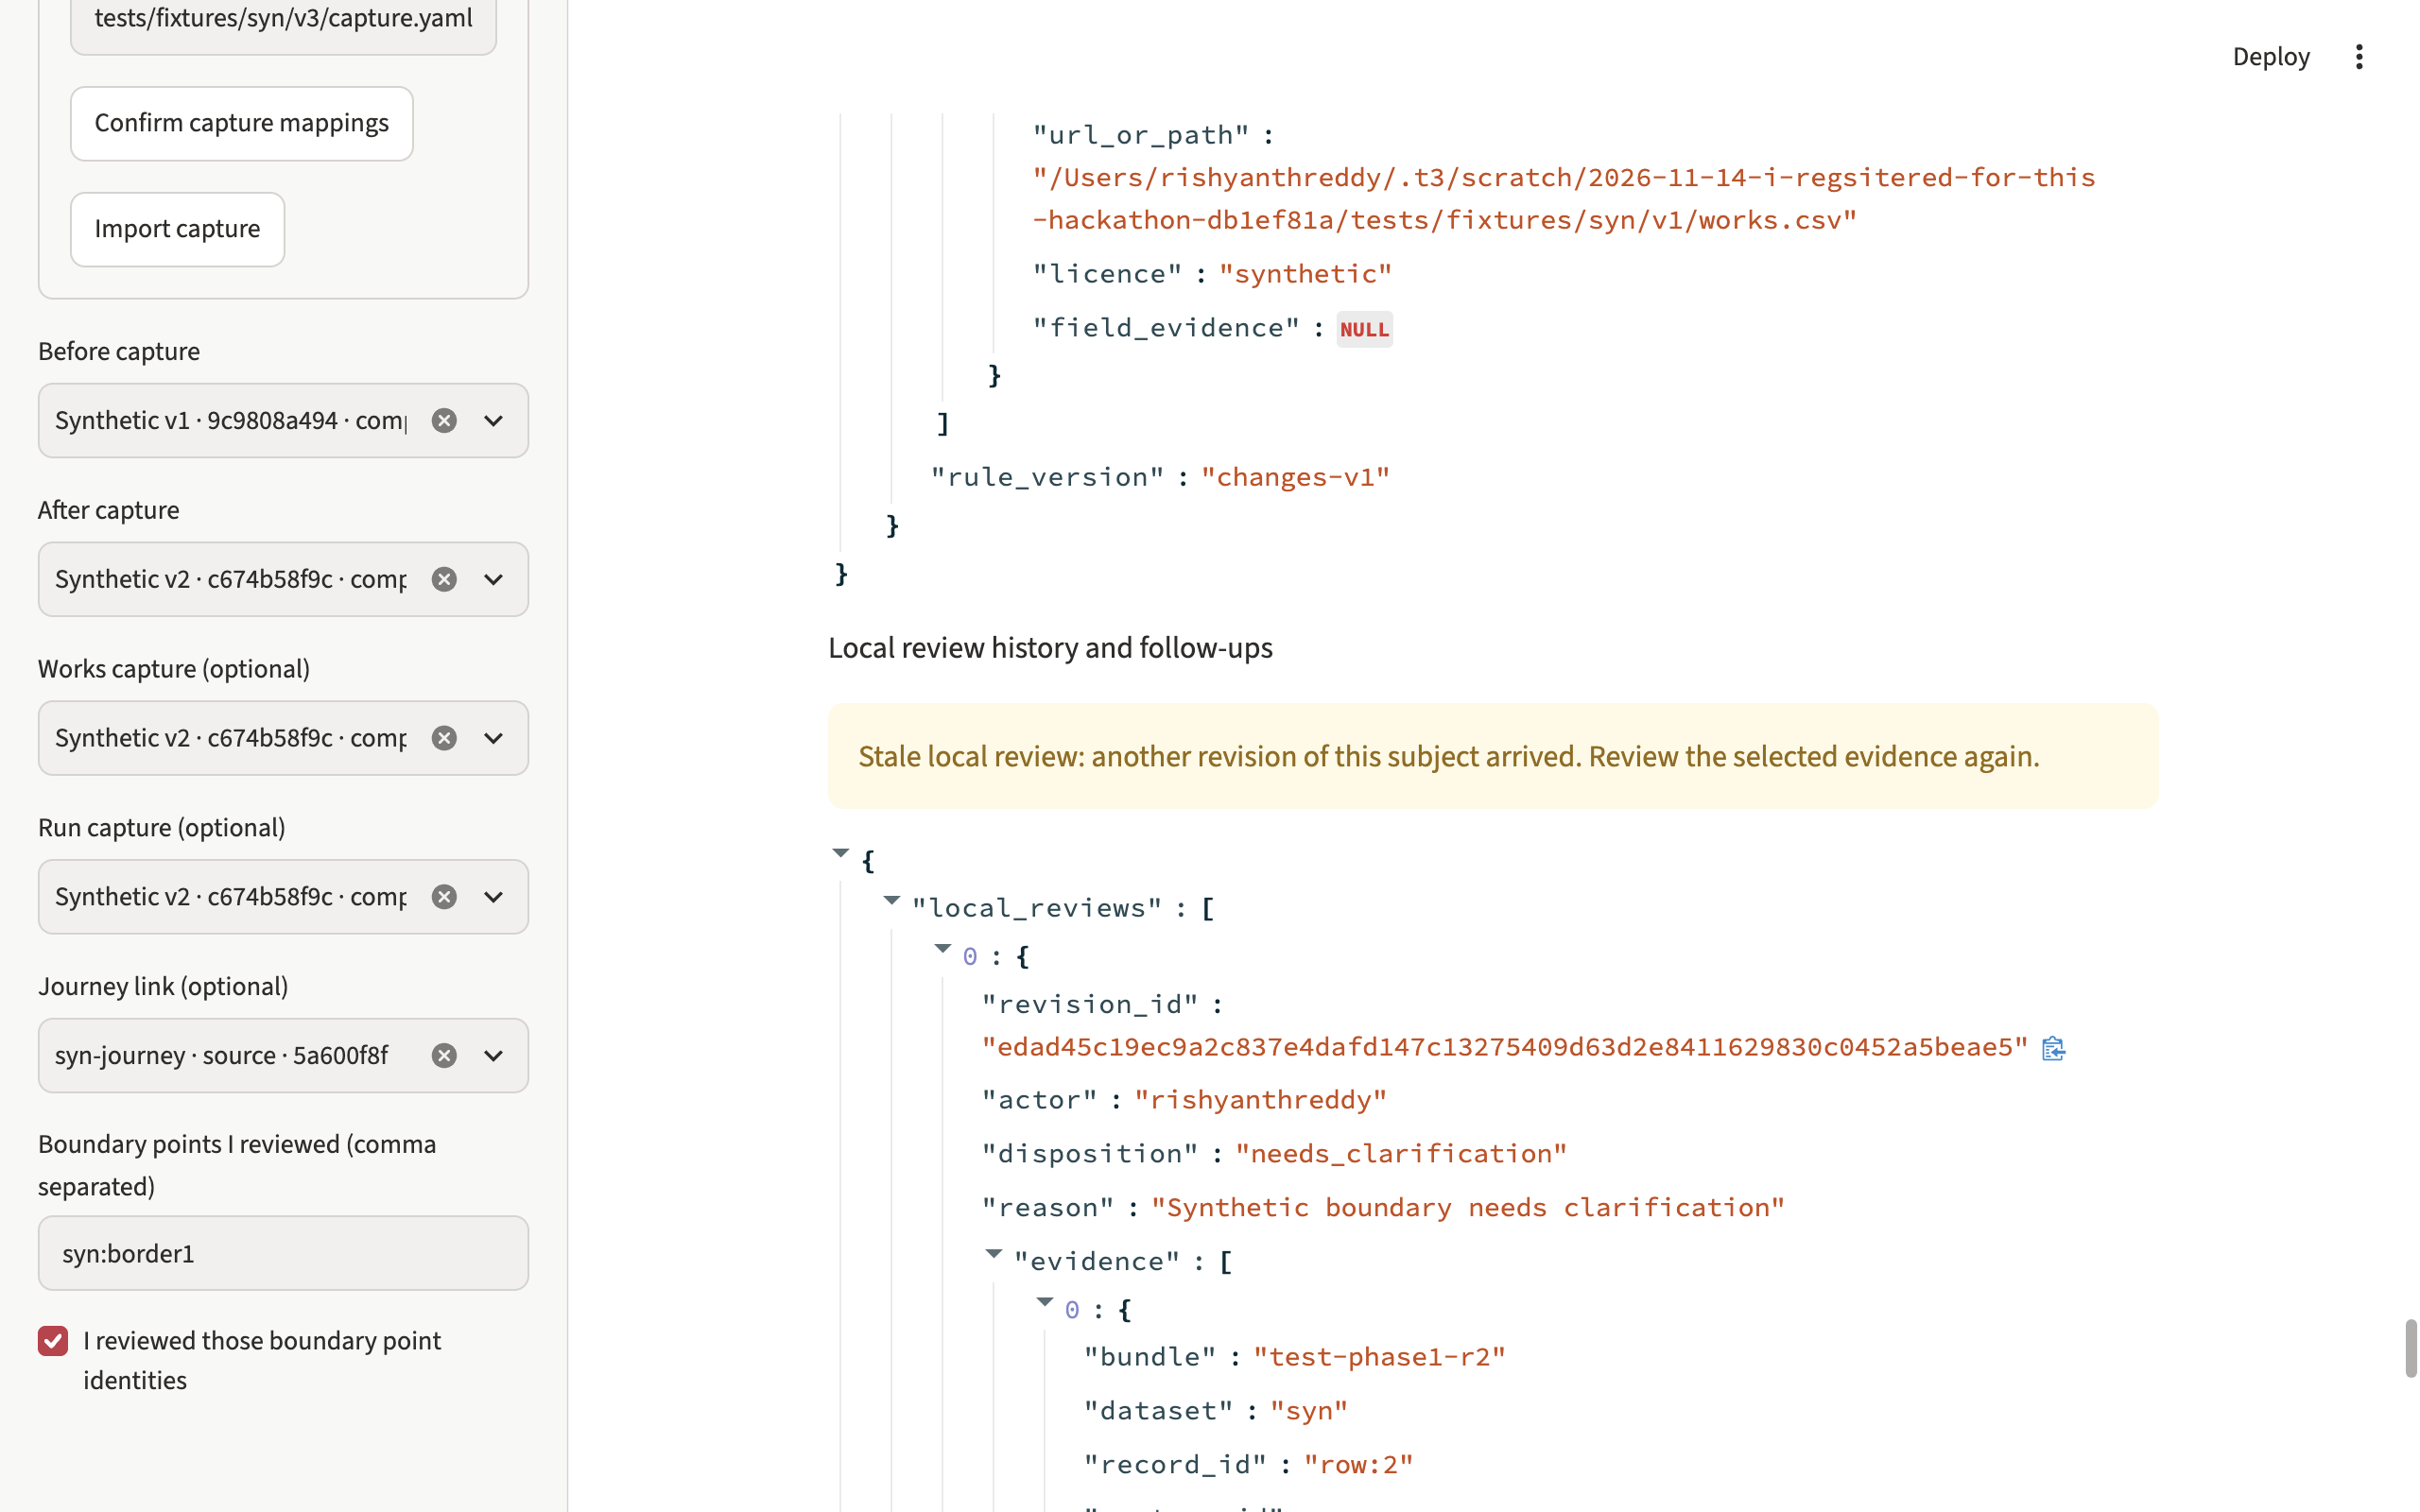 tests/fixtures/syn/v3/capture.yaml
Confirm capture mappings
Import capture
Before capture
Synthetic v1 · 9c9808a494 · comp
After capture
Synthetic v2 · c674b58f9c · comp
Works capture (optional)
Synthetic v2 · c674b58f9c · comp
Run capture (optional)
Synthetic v2 · c674b58f9c · comp
Journey link (optional)
syn-journey · source · 5a600f8f
Boundary points I reviewed (comma
separated)
syn:border1
I reviewed those boundary point
identities
Deploy
"url_or_path" :
"/Users/rishyanthreddy/.t3/scratch/2026-11-14-i-regsitered-for-this
-hackathon-db1ef81a/tests/fixtures/syn/v1/works.csv"
"licence" : "synthetic"
"field_evidence" : NULL
}
]
"rule_version" : "changes-v1"
}
}
Local review history and follow-ups
Stale local review: another revision of this subject arrived. Review the selected evidence again.
{
"local_reviews" : [
0 : {
"revision_id" :
"edad45c19ec9a2c837e4dafd147c13275409d63d2e8411629830c0452a5beae5"
"actor" : "rishyanthreddy"
"disposition" : "needs_clarification"
"reason" : "Synthetic boundary needs clarification"
"evidence" : [
0 : {
"bundle" : "test-phase1-r2"
"dataset" : "syn"
"record_id" : "row:2"